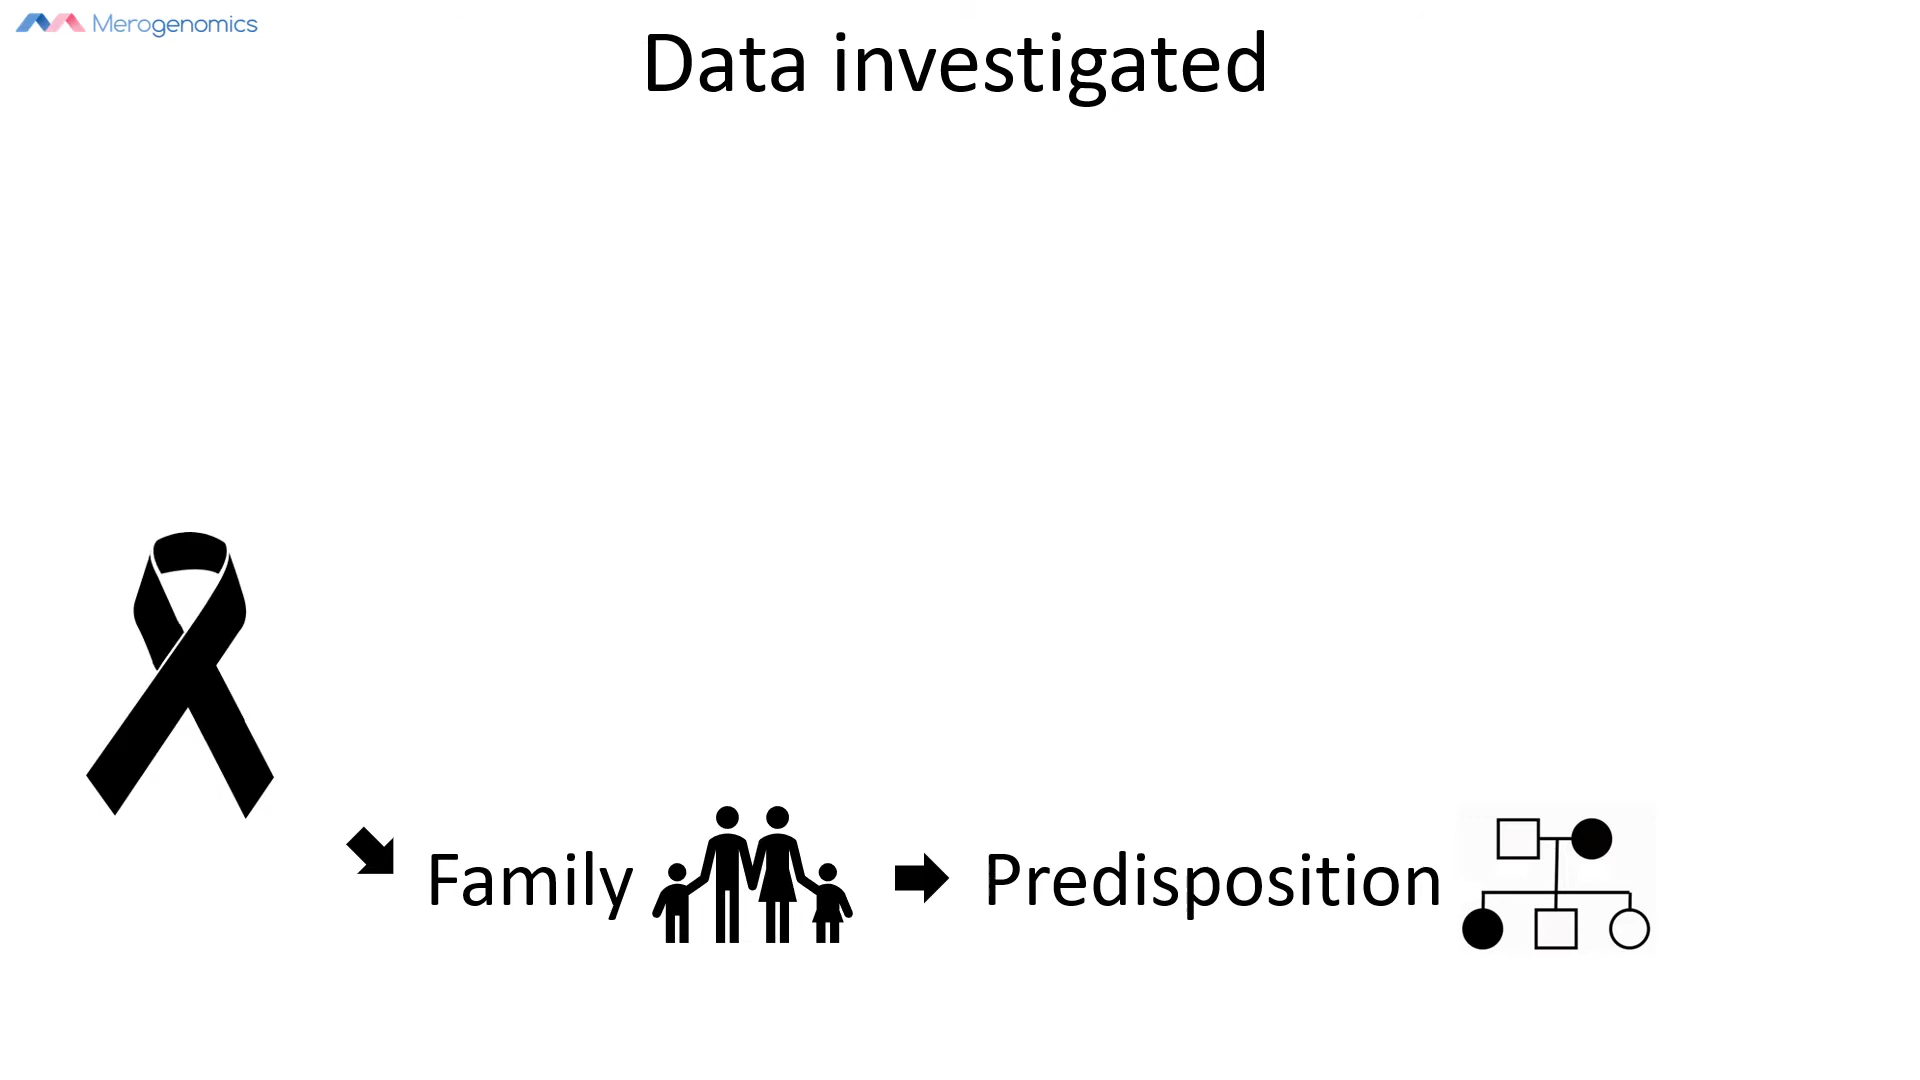 Merogenomics
Data investigated
Family
Predisposition